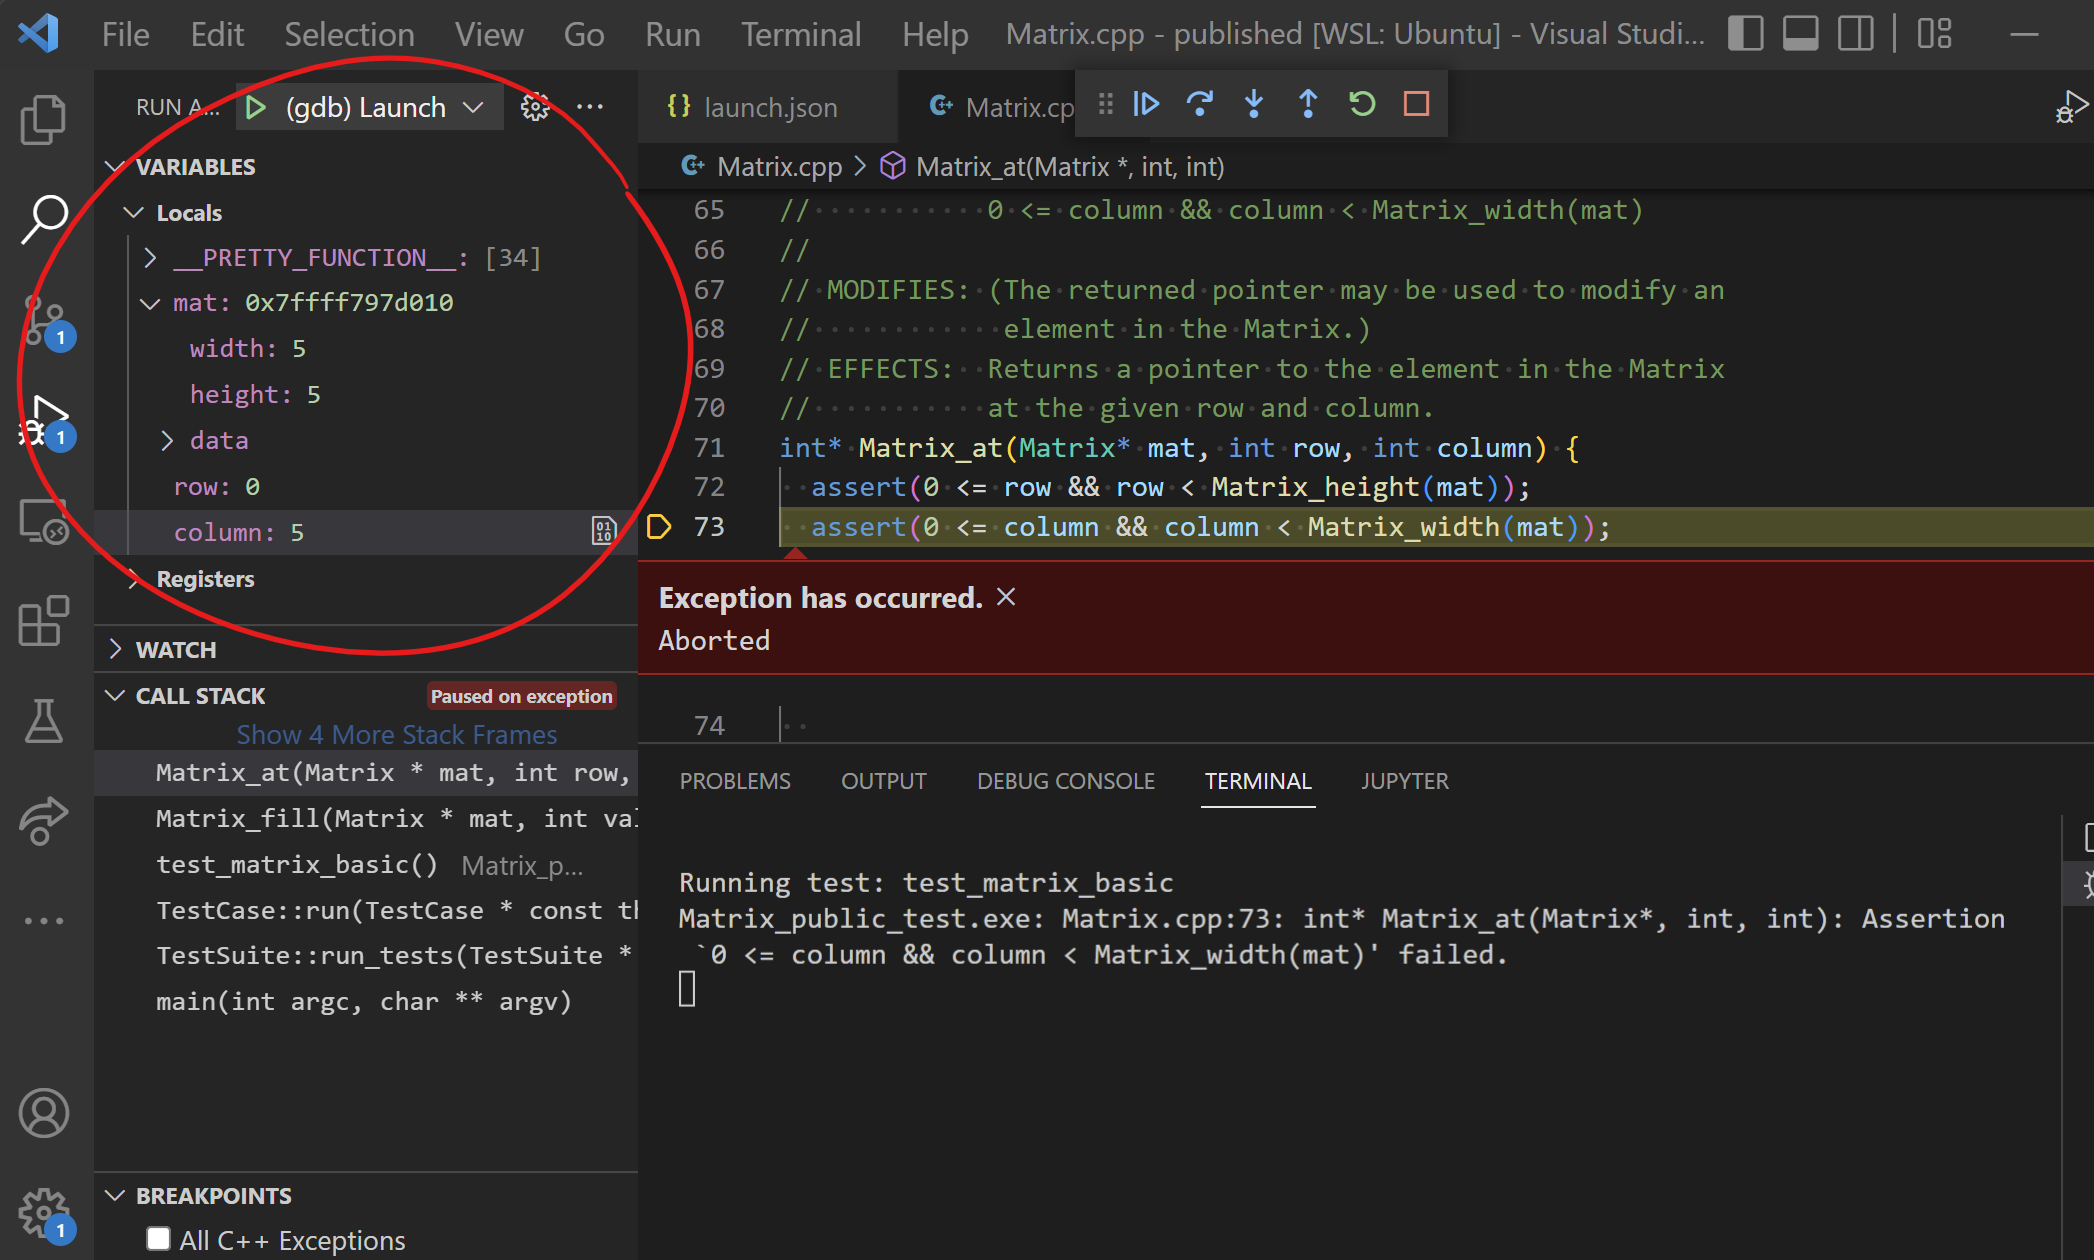 File Edit Selection View Go Run Terminal Help Matrix.cpp - published [WSL: Ubuntu] - Visual Studi...
RUN A... (gdb) Launch ...
VARIABLES
Locals
__PRETTY_FUNCTION__: [34]
mat: 0x7ffff797d010
width: 5
height: 5
data
row: 0
column: 5
Registers
WATCH
CALL STACK Paused on exception
Show 4 More Stack Frames
Matrix_at(Matrix * mat, int row,
Matrix_fill(Matrix * mat, int val
test_matrix_basic() Matrix_p...
TestCase::run(TestCase * const th
TestSuite::run_tests(TestSuite *
main(int argc, char ** argv)
BREAKPOINTS
All C++ Exceptions
1
1
1
{} launch.json Matrix.cp
Matrix.cpp > Matrix_at(Matrix *, int, int)
65 // 0 <= column && column < Matrix_width(mat)
66 //
67 // MODIFIES: (The returned pointer may be used to modify an
68 // element in the Matrix.)
69 // EFFECTS: Returns a pointer to the element in the Matrix
70 // at the given row and column.
71 int* Matrix_at(Matrix* mat, int row, int column) {
72 assert(0 <= row && row < Matrix_height(mat));
73 assert(0 <= column && column < Matrix_width(mat));
Exception has occurred. ×
Aborted
74
PROBLEMS OUTPUT DEBUG CONSOLE TERMINAL JUPYTER
Running test: test_matrix_basic
Matrix_public_test.exe: Matrix.cpp:73: int* Matrix_at(Matrix*, int, int): Assertion
`0 <= column && column < Matrix_width(mat)' failed.